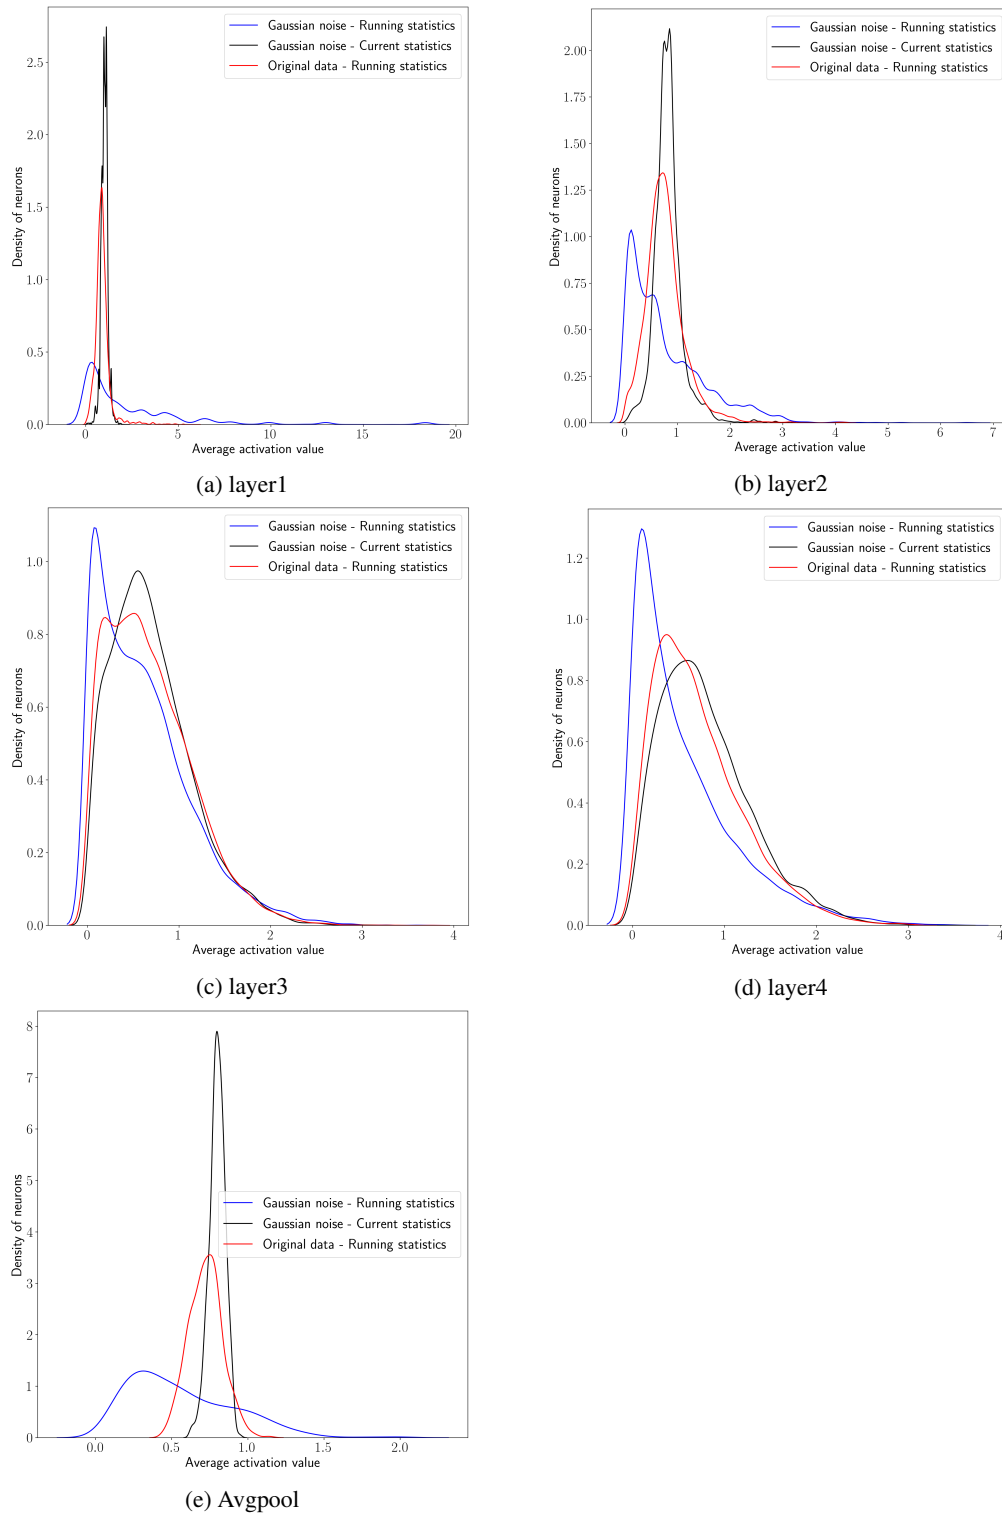 Gaussian noise - Running statistics
Gaussian noise - Current statistics
Original data - Running statistics
Density of neurons
2.5
2.0
1.5
1.0
0.5
0.0
0 5 10 15 20
Average activation value
(a) layer1
Gaussian noise - Running statistics
Gaussian noise - Current statistics
Original data - Running statistics
Density of neurons
2.00
1.75
1.50
1.25
1.00
0.75
0.50
0.25
0.00
0 1 2 3 4 5 6 7
Average activation value
(b) layer2
Gaussian noise - Running statistics
Gaussian noise - Current statistics
Original data - Running statistics
Density of neurons
1.0
0.8
0.6
0.4
0.2
0.0
0 1 2 3 4
Average activation value
(c) layer3
Gaussian noise - Running statistics
Gaussian noise - Current statistics
Original data - Running statistics
Density of neurons
1.2
1.0
0.8
0.6
0.4
0.2
0.0
0 1 2 3 4
Average activation value
(d) layer4
Gaussian noise - Running statistics
Gaussian noise - Current statistics
Original data - Running statistics
Density of neurons
8
7
6
5
4
3
2
1
0
0.0 0.5 1.0 1.5 2.0
Average activation value
(e) Avgpool